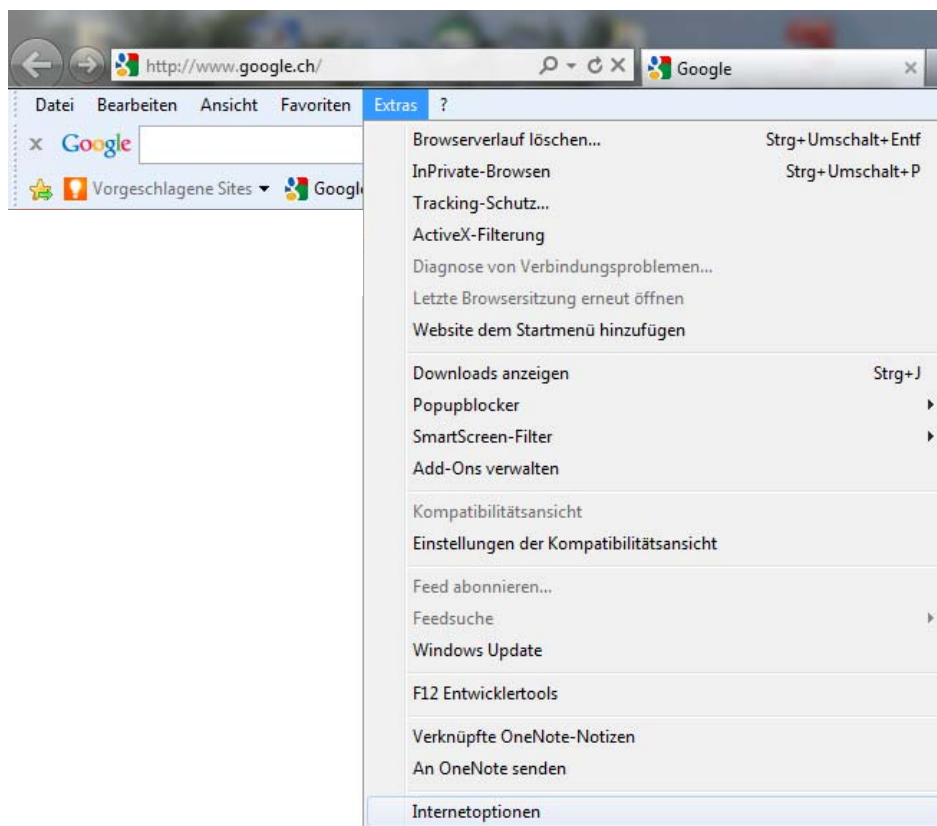 http://www.google.ch/
Google
Datei Bearbeiten Ansicht Favoriten Extras ?
x Google
Vorgeschlagene Sites Googl
Browserverlauf löschen... Strg+Umschalt+Entf
InPrivate-Browsen Strg+Umschalt+P
Tracking-Schutz...
ActiveX-Filterung
Diagnose von Verbindungsproblemen...
Letzte Browsersitzung erneut öffnen
Website dem Startmenü hinzufügen
Downloads anzeigen Strg+J
Popupblocker
SmartScreen-Filter
Add-Ons verwalten
Kompatibilitätsansicht
Einstellungen der Kompatibilitätsansicht
Feed abonnieren...
Feedsuche
Windows Update
F12 Entwicklertools
Verknüpfte OneNote-Notizen
An OneNote senden
Internetoptionen